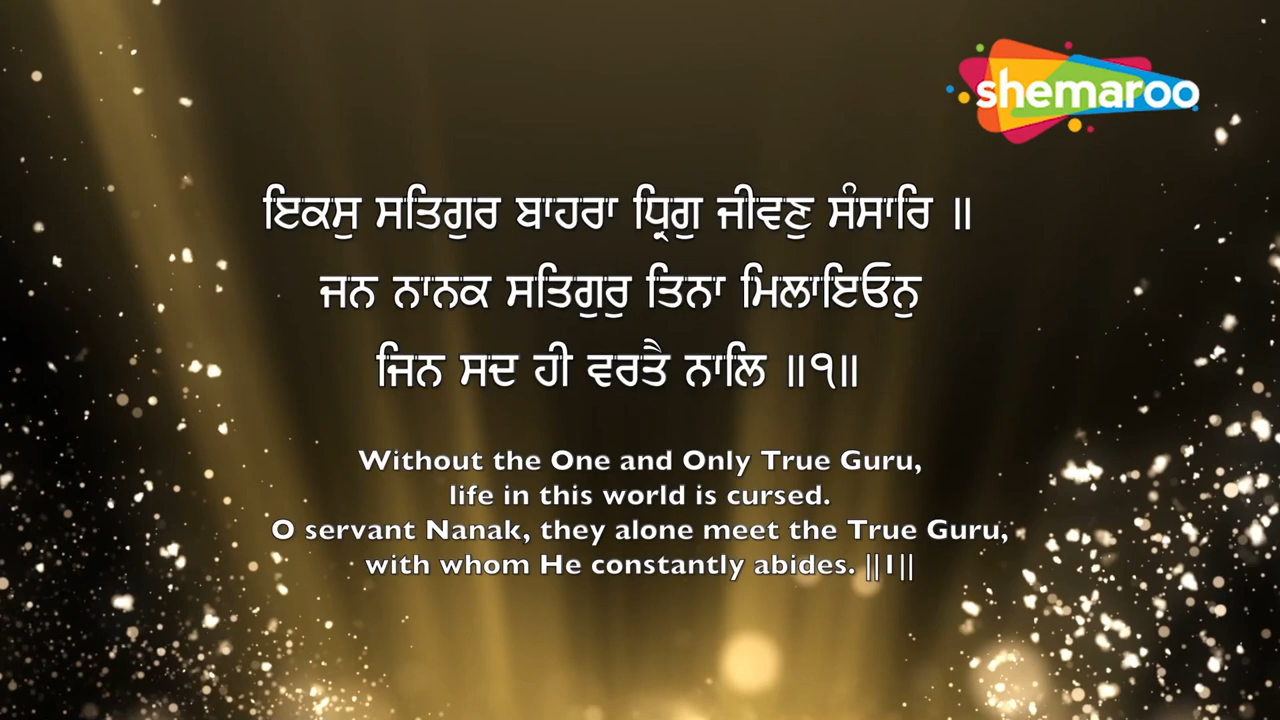 shemaroo
ਇਕਸੁ ਸਤਿਗੁਰ ਬਾਹਰਾ ਧ੍ਰਿਗੁ ਜੀਵਣੁ ਸੰਸਾਰਿ ॥
ਜਨ ਨਾਨਕ ਸਤਿਗੁਰੁ ਤਿਨਾ ਮਿਲਾਇਓਨੁ
ਜਿਨ ਸਦ ਹੀ ਵਰਤੈ ਨਾਲਿ ॥੧॥
Without the One and Only True Guru,
life in this world is cursed.
O servant Nanak, they alone meet the True Guru,
with whom He constantly abides. ||1||